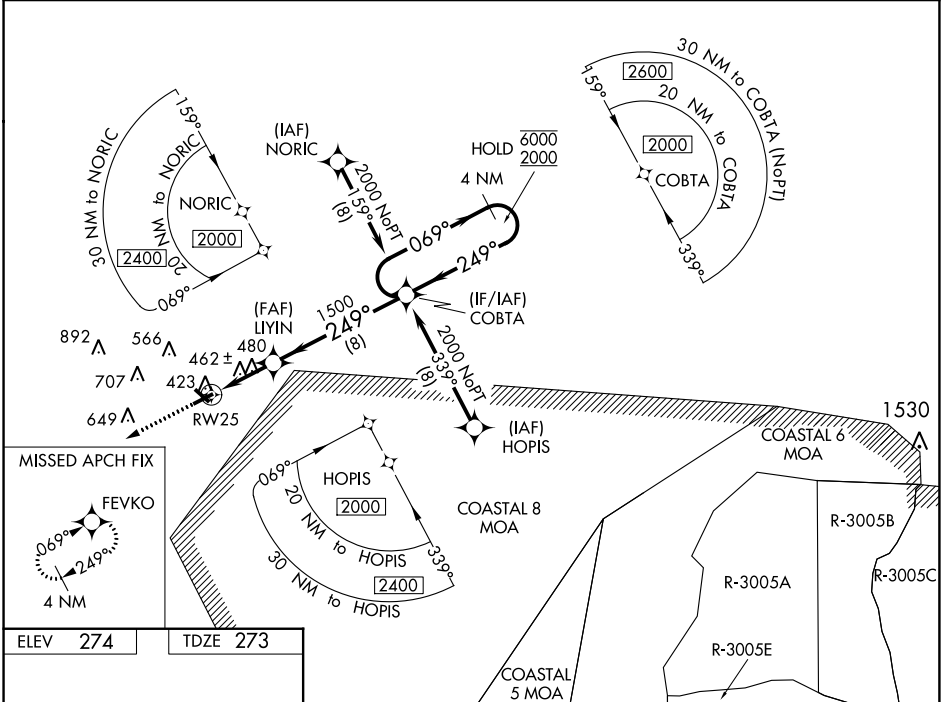 30 NM to COBTA (NoPT)
159°
2600
20 NM to COBTA
2000
COBTA
339°
30 NM to NORIC
159°
20 NM to NORIC
NORIC
2000
2400
069°
(IAF)
NORIC
2000 NoPT
159°
(8)
HOLD 6000
2000
4 NM
069°
249°
(IF/IAF)
COBTA
1500
249°
(8)
(FAF)
LIYIN
2000 NoPT
339°
(8)
(IAF)
HOPIS
892
566
462 ±
480
707
423
649
RW25
1530
COASTAL 6
MOA
MISSED APCH FIX
FEVKO
069°
249°
4 NM
069°
HOPIS
2000
20 NM to HOPIS
339°
2400
30 NM to HOPIS
COASTAL 8
MOA
R-3005B
R-3005A
R-3005C
R-3005E
COASTAL
5 MOA
ELEV 274
TDZE 273